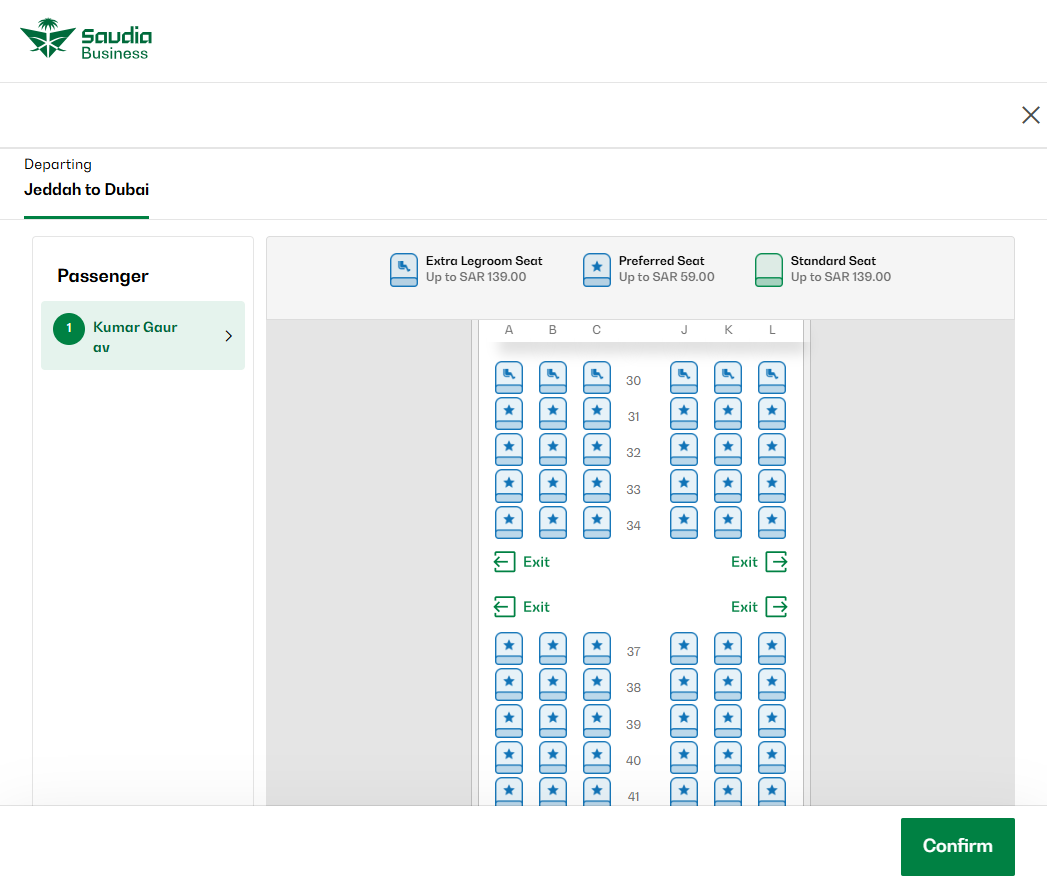 Saudia
Business
Departing
Jeddah to Dubai
Passenger
1
Kumar Gaur
av
Extra Legroom Seat
Up to SAR 139.00
Preferred Seat
Up to SAR 59.00
Standard Seat
Up to SAR 139.00
A B C J K L
30
31
32
33
34
Exit Exit
Exit Exit
37
38
39
40
41
Confirm